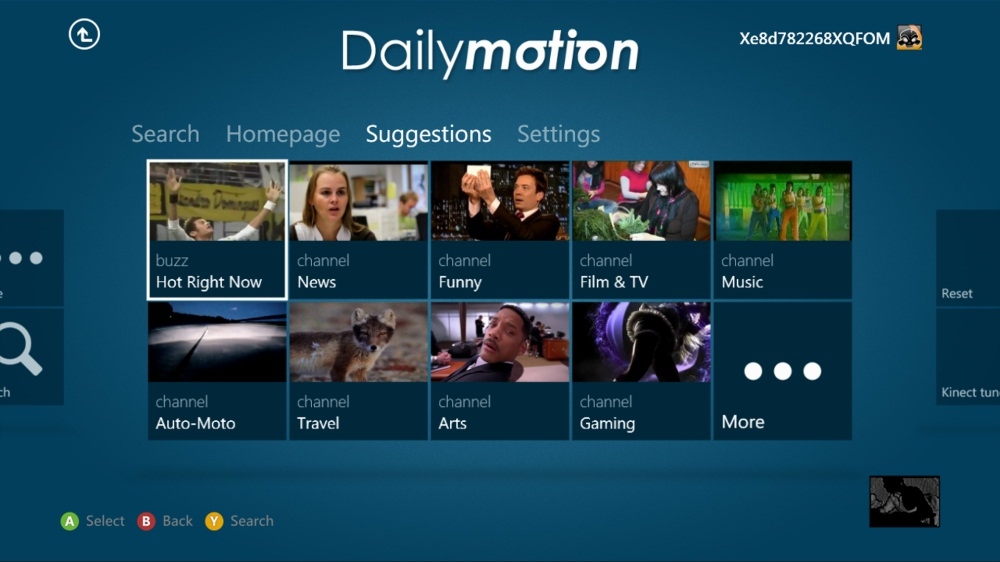 Dailymotion
Xe8d782268XQFOM
Search Homepage Suggestions Settings
buzz
Hot Right Now
channel
News
channel
Funny
channel
Film & TV
channel
Music
Reset
channel
Auto-Moto
channel
Travel
channel
Arts
channel
Gaming
More
Kinect tun
e
ch
A Select B Back Y Search